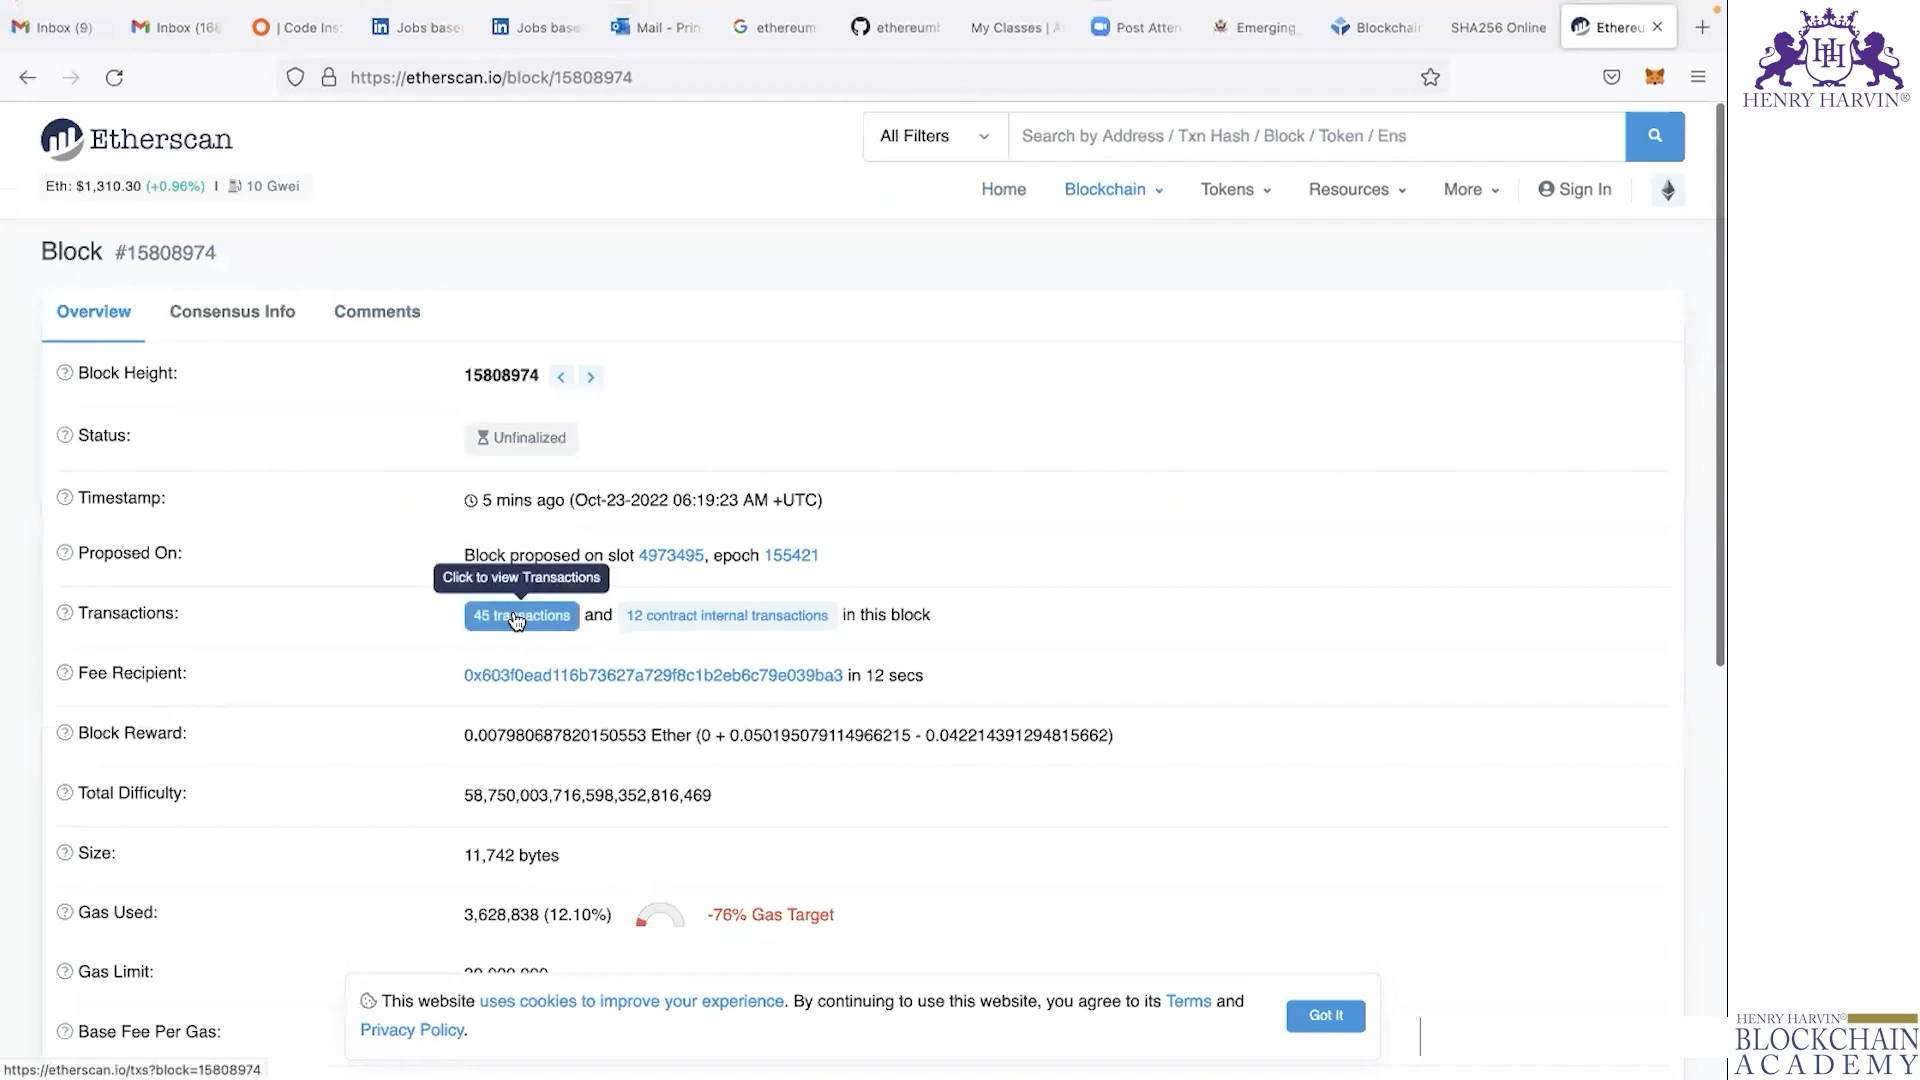 Inbox (9)
Inbox (166
| Code Ins
Jobs base
Jobs base
Mail - Prin
ethereum
ethereum
My Classes | A
Post Atten
Emerging
Blockchain
SHA256 Online
Ethereu
https://etherscan.io/block/15808974
HENRY HARVIN®
Etherscan
All Filters
Search by Address / Txn Hash / Block / Token / Ens
Eth: $1,310.30 (+0.96%) | 10 Gwei
Home
Blockchain
Tokens
Resources
More
Sign In
Block #15808974
Overview
Consensus Info
Comments
Block Height:
15808974
Status:
Unfinalized
Timestamp:
5 mins ago (Oct-23-2022 06:19:23 AM +UTC)
Proposed On:
Block proposed on slot 4973495, epoch 155421
Click to view Transactions
Transactions:
45 transactions and 12 contract internal transactions in this block
Fee Recipient:
0x603f0ead116b73627a729f8c1b2eb6c79e039ba3 in 12 secs
Block Reward:
0.007980687820150553 Ether (0 + 0.050195079114966215 - 0.042214391294815662)
Total Difficulty:
58,750,003,716,598,352,816,469
Size:
11,742 bytes
Gas Used:
3,628,838 (12.10%)
-76% Gas Target
Gas Limit:
This website uses cookies to improve your experience. By continuing to use this website, you agree to its Terms and
Privacy Policy.
Got It
Base Fee Per Gas:
https://etherscan.io/txs?block=15808974
HENRY HARVIN®
BLOCKCHAIN
ACADEMY